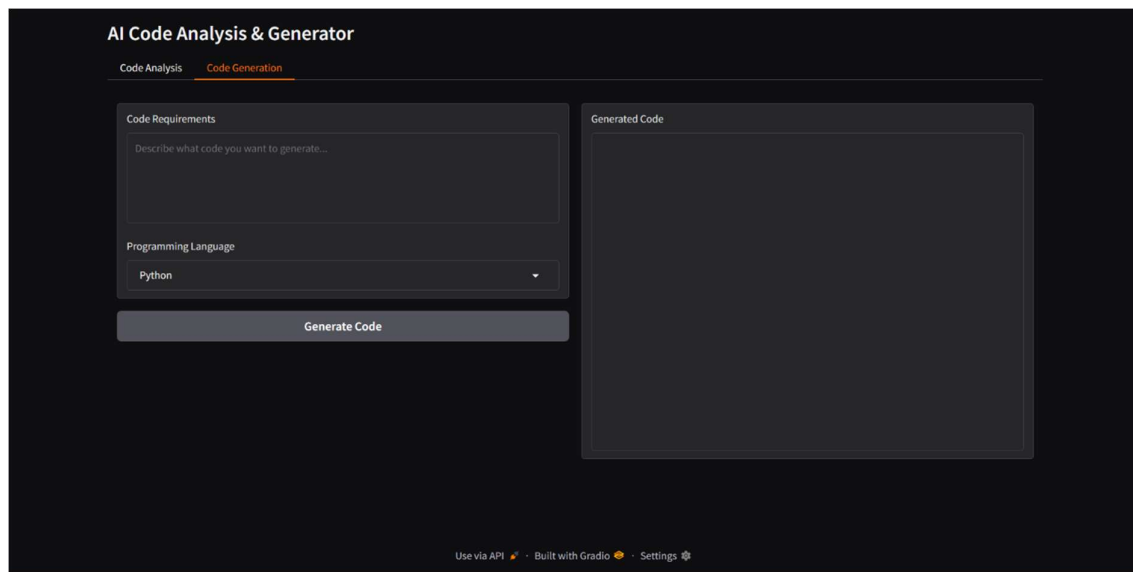 AI Code Analysis & Generator
Code Analysis Code Generation
Code Requirements
Describe what code you want to generate...
Programming Language
Python
Generate Code
Generated Code
Use via API · Built with Gradio · Settings